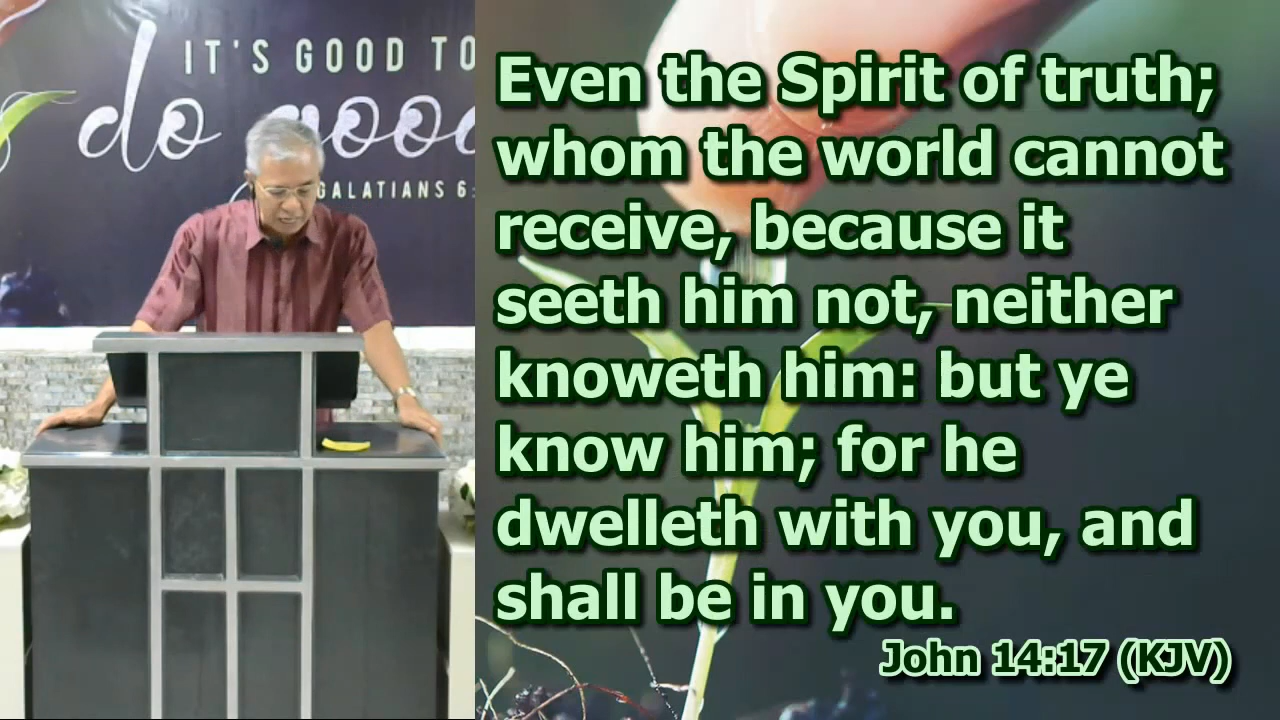 IT'S GOOD TO
do good
GALATIANS 6:
Even the Spirit of truth;
whom the world cannot
receive, because it
seeth him not, neither
knoweth him: but ye
know him; for he
dwelleth with you, and
shall be in you.
John 14:17 (KJV)